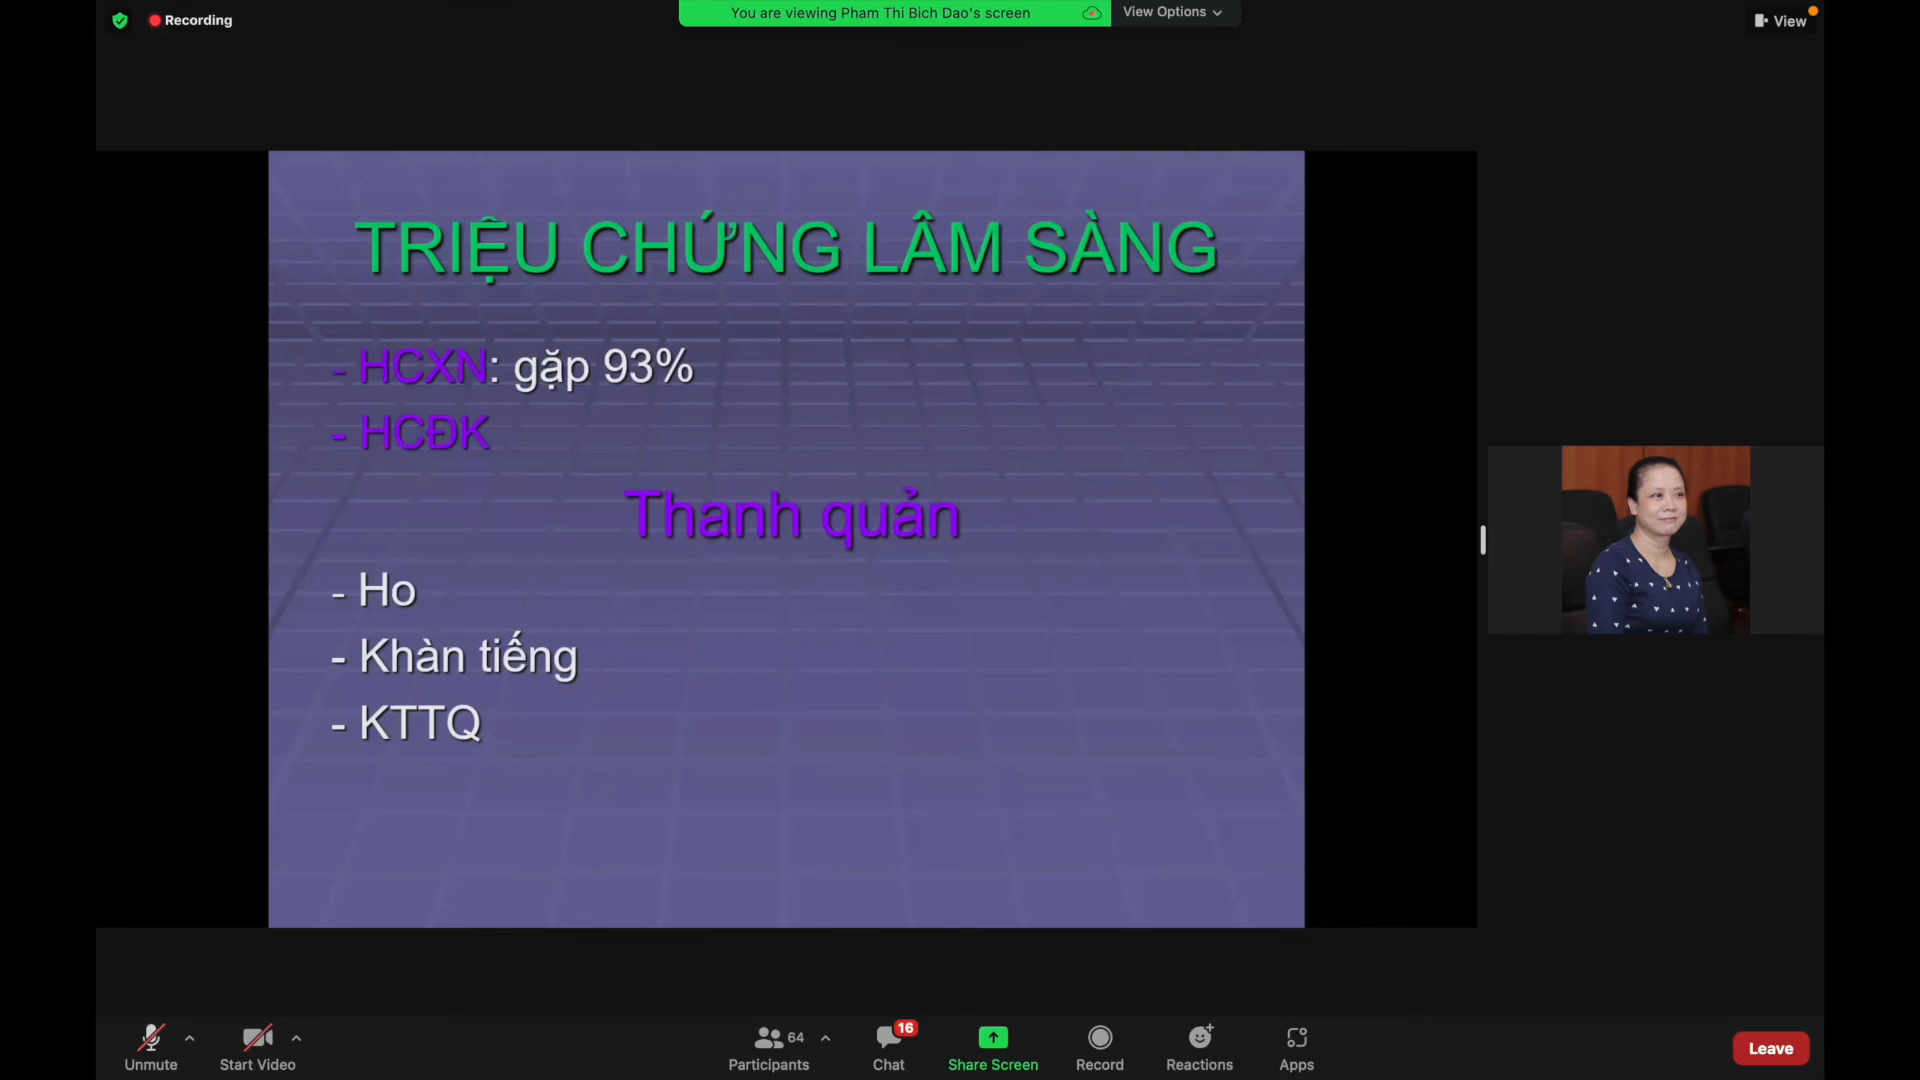 Recording
You are viewing Pham Thi Bich Dao's screen
View Options
View
TRIỆU CHỨNG LÂM SÀNG
- HCXN: gặp 93%
- HCĐK
Thanh quản
- Ho
- Khàn tiếng
- KTTQ
Unmute
Start Video
64
Participants
16
Chat
Share Screen
Record
Reactions
Apps
Leave